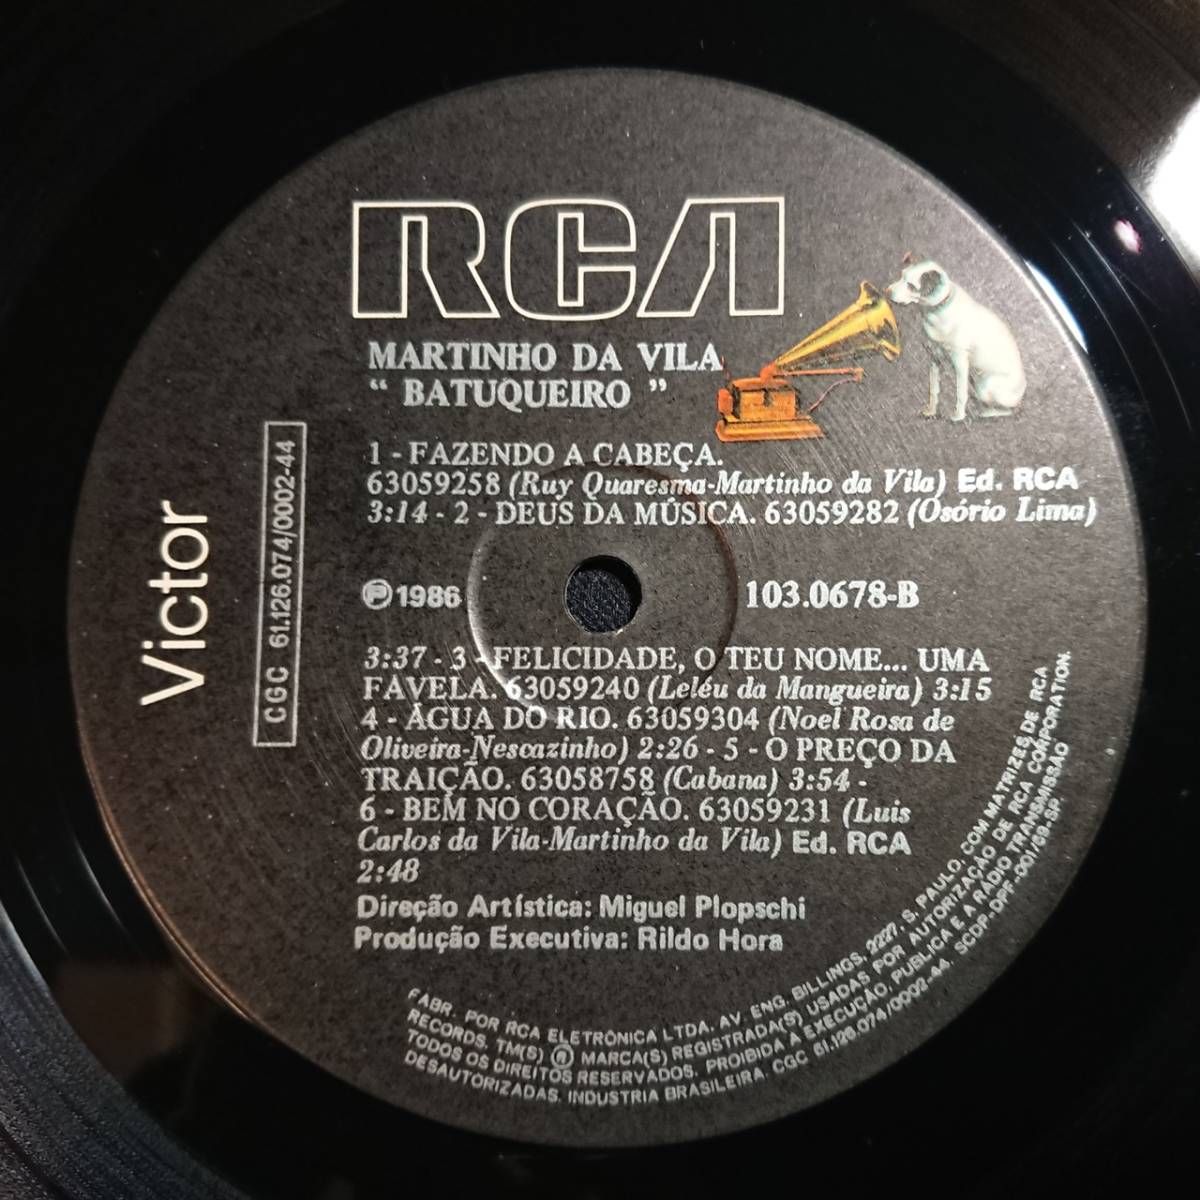 RCA
MARTINHO DA VILA
“ BATUQUEIRO ”
1 - FAZENDO A CABEÇA.
63059258 (Ruy Quaresma-Martinho da Vila) Ed. RCA
3:14 - 2 - DEUS DA MÚSICA. 63059282 (Osório Lima)
Ⓟ 1986
103.0678-B
3:37 - 3 - FELICIDADE, O TEU NOME... UMA
FAVELA. 63059240 (Leléu da Mangueira) 3:15
4 - ÁGUA DO RIO. 63059304 (Noel Rosa de
Oliveira-Nescazinho) 2:26 - 5 - O PREÇO DA
TRAIÇÃO. 63058758 (Cabana) 3:54 -
6 - BEM NO CORAÇÃO. 63059231 (Luis
Carlos da Vila-Martinho da Vila) Ed. RCA
2:48
Direção Artística: Miguel Plopschi
Produção Executiva: Rildo Hora
Victor
CGC 61.126.074/0002-44
FABR. POR RCA ELETRÔNICA LTDA. AV. ENG. BILLINGS, 2227, S. PAULO, COM MATRIZES DE RCA
RECORDS. TM(S) ® MARCA(S) REGISTRADA(S) USADAS POR AUTORIZAÇÃO DE RCA CORPORATION.
TODOS OS DIREITOS RESERVADOS. PROIBIDA A EXECUÇÃO, PÚBLICA E A RÁDIO TRANSMISSÃO
DESAUTORIZADAS. INDUSTRIA BRASILEIRA. CGC 61.126.074/0002-44. SCDP-DPF-001/69-SP.